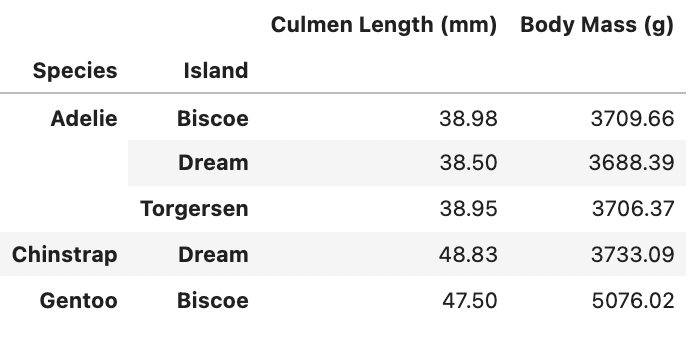 Culmen Length (mm) Body Mass (g)
Species Island
Adelie Biscoe 38.98 3709.66
Dream 38.50 3688.39
Torgersen 38.95 3706.37
Chinstrap Dream 48.83 3733.09
Gentoo Biscoe 47.50 5076.02